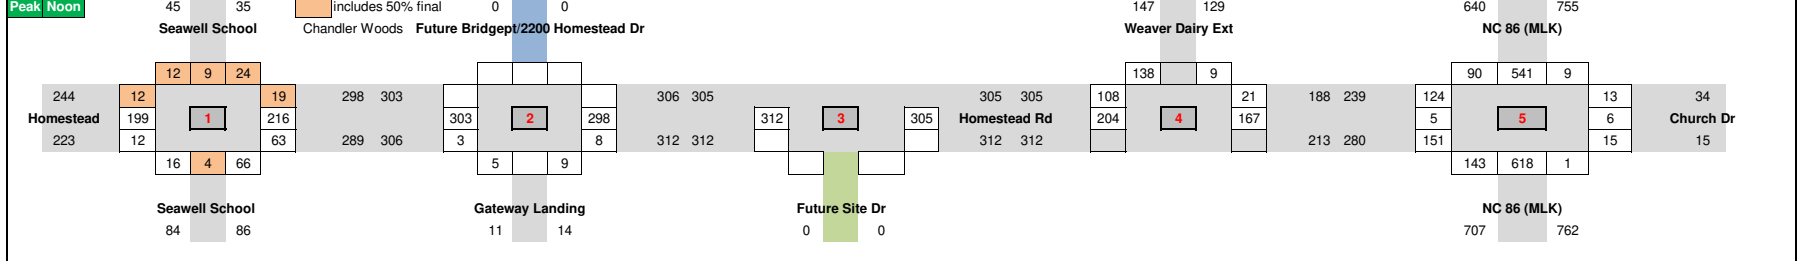 Peak Noon 45 35 includes 50% final 0 0 147 129 640 755
Seawell School Chandler Woods Future Bridgept/2200 Homestead Dr Weaver Dairy Ext NC 86 (MLK)
12 9 24 138 9 90 541 9
244 12 19 298 303 306 305 305 305 108 21 188 239 124 13 34
Homestead 199 1 216 303 2 298 312 3 305 Homestead Rd 204 4 167 5 5 6 Church Dr
223 12 63 289 306 3 8 312 312 312 312 213 280 151 15 15
16 4 66 5 9 143 618 1
Seawell School Gateway Landing Future Site Dr NC 86 (MLK)
84 86 11 14 0 0 707 762